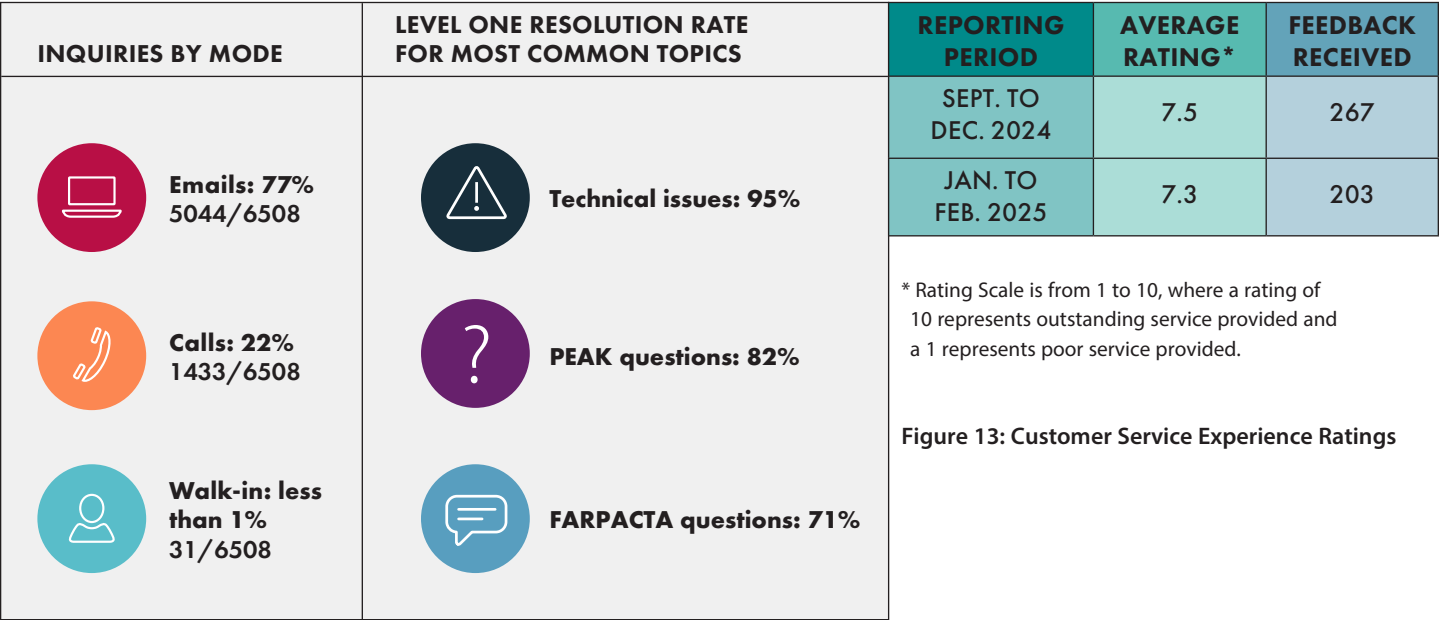 INQUIRIES BY MODE
Emails: 77%
5044/6508
Calls: 22%
1433/6508
Walk-in: less
than 1%
31/6508
LEVEL ONE RESOLUTION RATE
FOR MOST COMMON TOPICS
Technical issues: 95%
PEAK questions: 82%
FARPACTA questions: 71%
REPORTING
PERIOD
AVERAGE
RATING*
FEEDBACK
RECEIVED
SEPT. TO
DEC. 2024
7.5
267
JAN. TO
FEB. 2025
7.3
203
* Rating Scale is from 1 to 10, where a rating of
10 represents outstanding service provided and
a 1 represents poor service provided.
Figure 13: Customer Service Experience Ratings